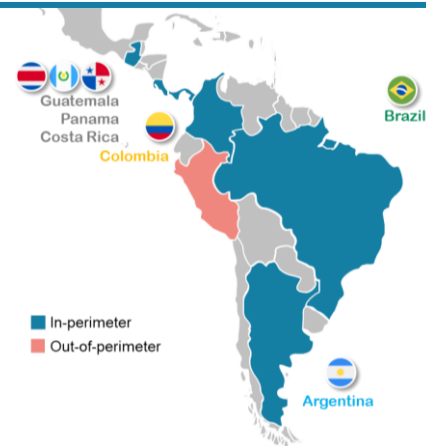 Guatemala
Panama
Costa Rica
Colombia
Brazil
In-perimeter
Out-of-perimeter
Argentina